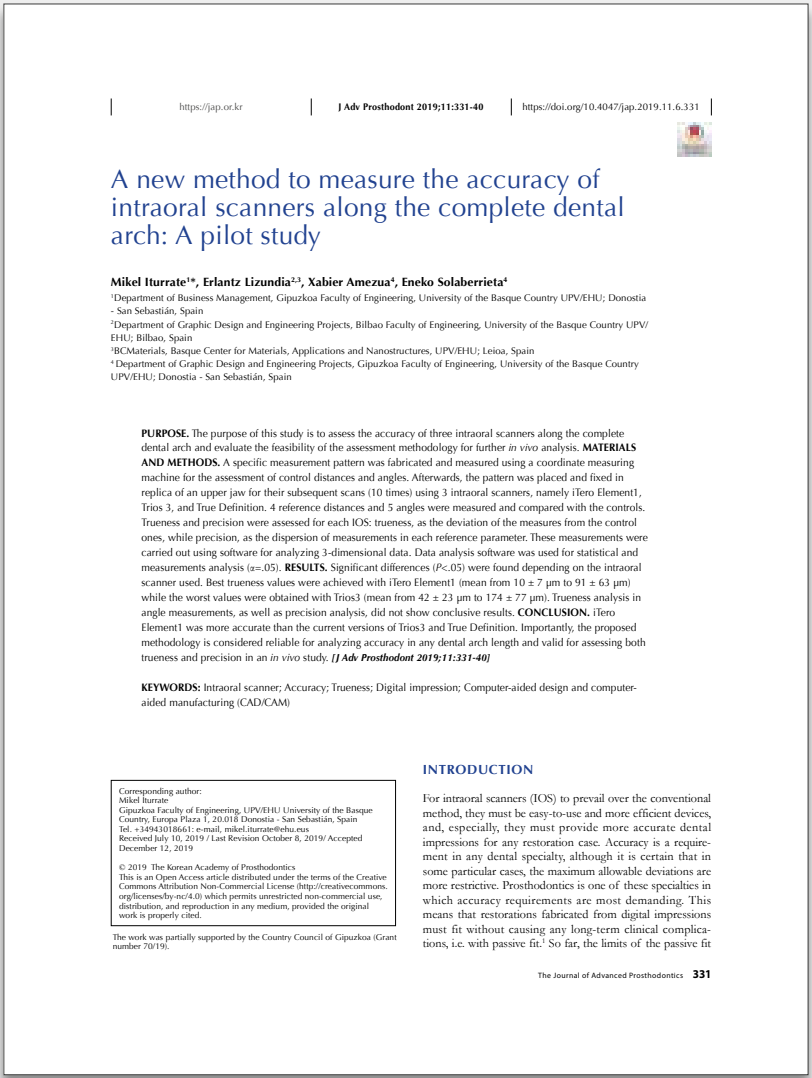 https://jap.or.kr
J Adv Prosthodont 2019;11:331-40
https://doi.org/10.4047/jap.2019.11.6.331
A new method to measure the accuracy of
intraoral scanners along the complete dental
arch: A pilot study
Mikel Iturrate¹*, Erlantz Lizundia²,³, Xabier Amezua⁴, Eneko Solaberrieta⁴
¹Department of Business Management, Gipuzkoa Faculty of Engineering, University of the Basque Country UPV/EHU; Donostia
- San Sebastián, Spain
²Department of Graphic Design and Engineering Projects, Bilbao Faculty of Engineering, University of the Basque Country UPV/
EHU; Bilbao, Spain
³BCMaterials, Basque Center for Materials, Applications and Nanostructures, UPV/EHU; Leioa, Spain
⁴ Department of Graphic Design and Engineering Projects, Gipuzkoa Faculty of Engineering, University of the Basque Country
UPV/EHU; Donostia - San Sebastián, Spain
PURPOSE. The purpose of this study is to assess the accuracy of three intraoral scanners along the complete
dental arch and evaluate the feasibility of the assessment methodology for further in vivo analysis. MATERIALS
AND METHODS. A specific measurement pattern was fabricated and measured using a coordinate measuring
machine for the assessment of control distances and angles. Afterwards, the pattern was placed and fixed in
replica of an upper jaw for their subsequent scans (10 times) using 3 intraoral scanners, namely iTero Element1,
Trios 3, and True Definition. 4 reference distances and 5 angles were measured and compared with the controls.
Trueness and precision were assessed for each IOS: trueness, as the deviation of the measures from the control
ones, while precision, as the dispersion of measurements in each reference parameter. These measurements were
carried out using software for analyzing 3-dimensional data. Data analysis software was used for statistical and
measurements analysis (α=.05). RESULTS. Significant differences (P<.05) were found depending on the intraoral
scanner used. Best trueness values were achieved with iTero Element1 (mean from 10 ± 7 µm to 91 ± 63 µm)
while the worst values were obtained with Trios3 (mean from 42 ± 23 µm to 174 ± 77 µm). Trueness analysis in
angle measurements, as well as precision analysis, did not show conclusive results. CONCLUSION. iTero
Element1 was more accurate than the current versions of Trios3 and True Definition. Importantly, the proposed
methodology is considered reliable for analyzing accuracy in any dental arch length and valid for assessing both
trueness and precision in an in vivo study. [J Adv Prosthodont 2019;11:331-40]
KEYWORDS: Intraoral scanner; Accuracy; Trueness; Digital impression; Computer-aided design and computer-
aided manufacturing (CAD/CAM)
Corresponding author:
Mikel Iturrate
Gipuzkoa Faculty of Engineering, UPV/EHU University of the Basque
Country, Europa Plaza 1, 20.018 Donostia - San Sebastián, Spain
Tel. +34943018661: e-mail, mikel.iturrate@ehu.eus
Received July 10, 2019 / Last Revision October 8, 2019/ Accepted
December 12, 2019
© 2019 The Korean Academy of Prosthodontics
This is an Open Access article distributed under the terms of the Creative
Commons Attribution Non-Commercial License (http://creativecommons.
org/licenses/by-nc/4.0) which permits unrestricted non-commercial use,
distribution, and reproduction in any medium, provided the original
work is properly cited.
The work was partially supported by the Country Council of Gipuzkoa (Grant
number 70/19).
INTRODUCTION
For intraoral scanners (IOS) to prevail over the conventional
method, they must be easy-to-use and more efficient devices,
and, especially, they must provide more accurate dental
impressions for any restoration case. Accuracy is a require-
ment in any dental specialty, although it is certain that in
some particular cases, the maximum allowable deviations are
more restrictive. Prosthodontics is one of these specialties in
which accuracy requirements are most demanding. This
means that restorations fabricated from digital impressions
must fit without causing any long-term clinical complica-
tions, i.e. with passive fit.¹ So far, the limits of the passive fit
The Journal of Advanced Prosthodontics 331